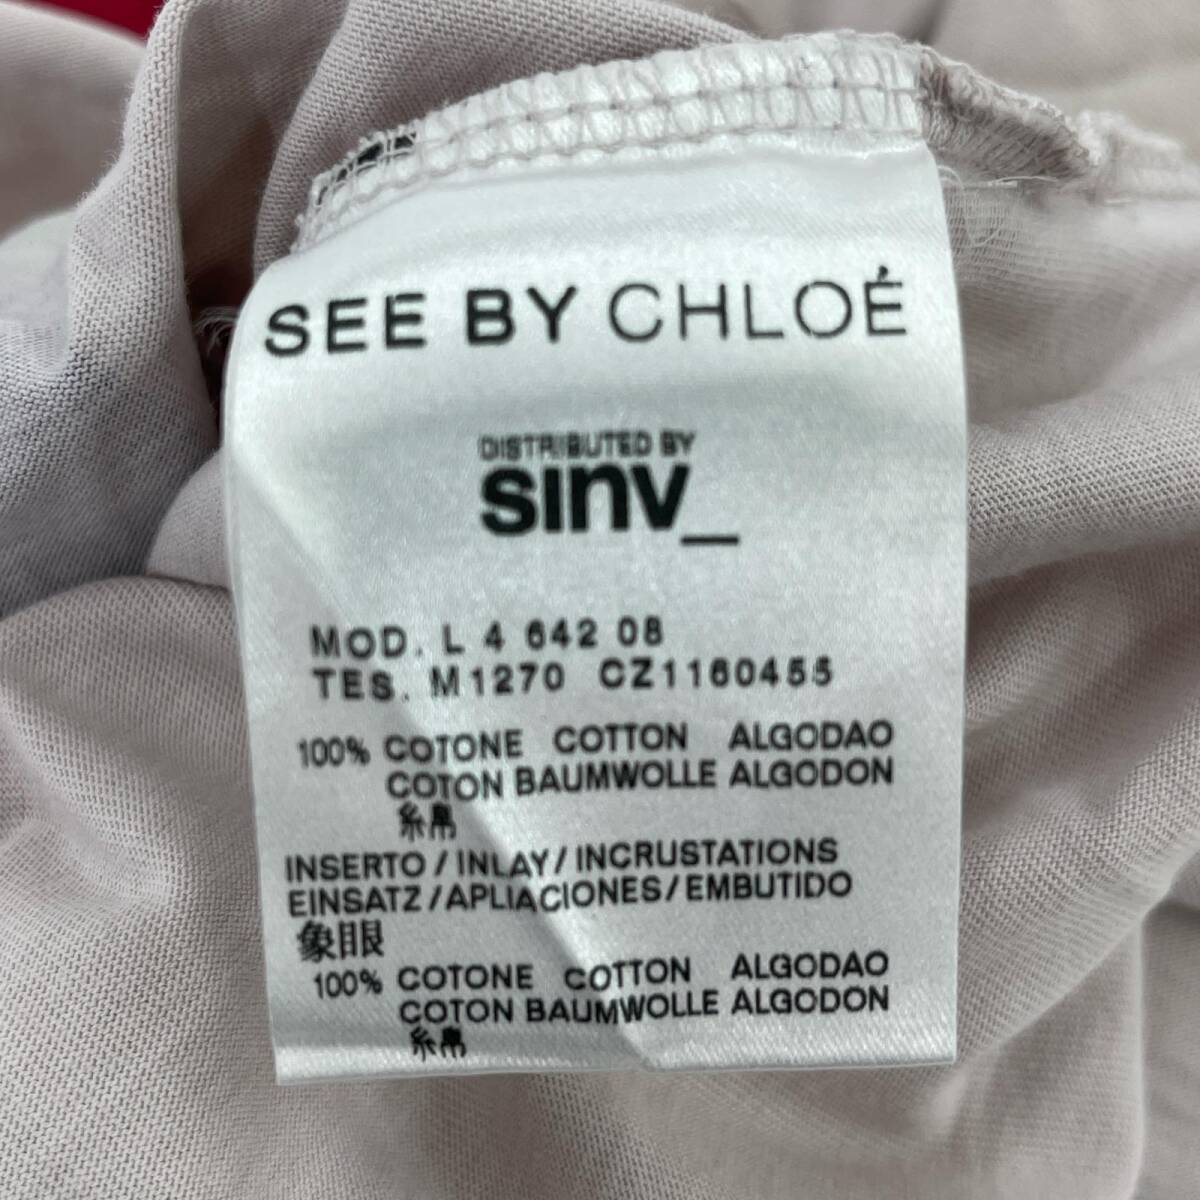 SEE BY CHLOÉ
DISTRIBUTED BY
sinv_
MOD. L 4 642 08
TES. M1270 CZ1160455
100% COTONE COTTON ALGODAO
COTON BAUMWOLLE ALGODON
糸帛
INSERTO / INLAY / INCRUSTATIONS
EINSATZ / APLIACIONES / EMBUTIDO
象眼
100% COTONE COTTON ALGODAO
COTON BAUMWOLLE ALGODON
糸帛